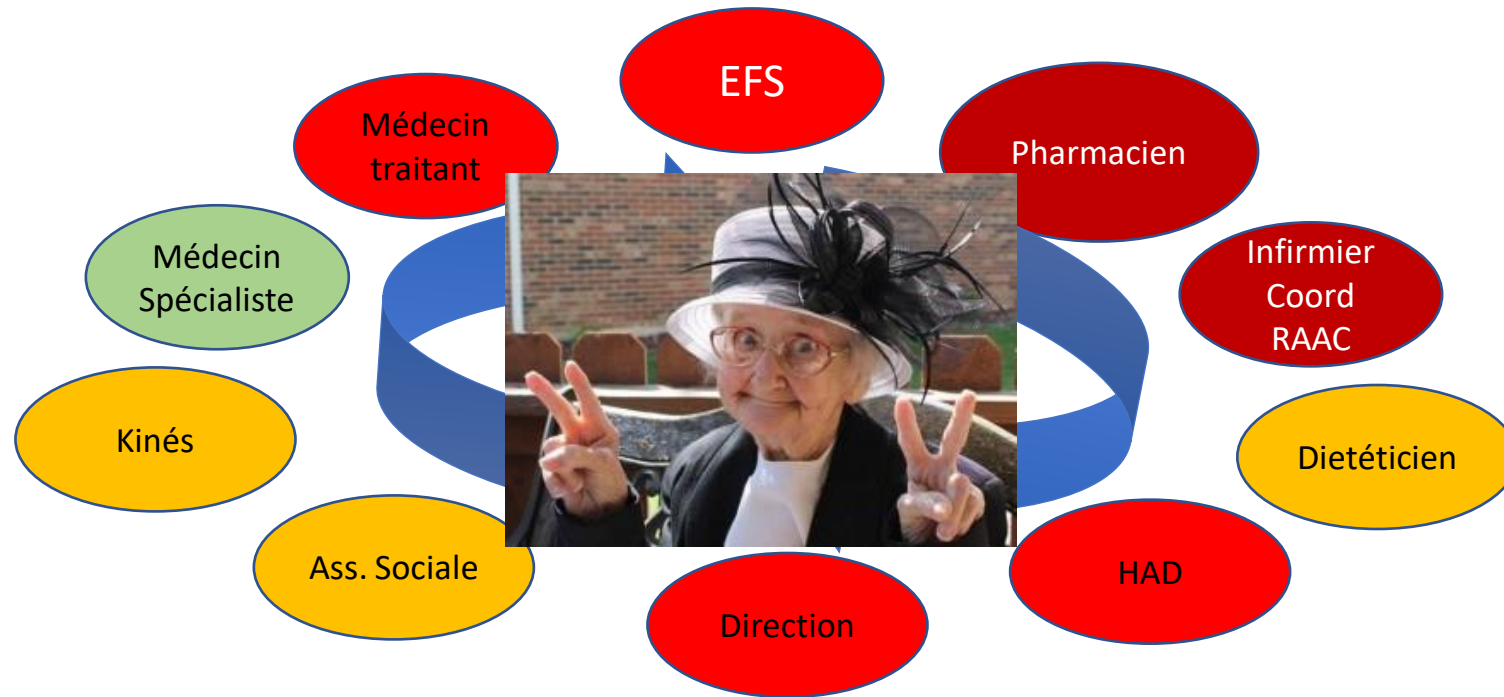 EFS
Médecin
traitant
Pharmacien
Médecin
Spécialiste
Infirmier
Coord
RAAC
Kinés
Dietéticien
Ass. Sociale
HAD
Direction